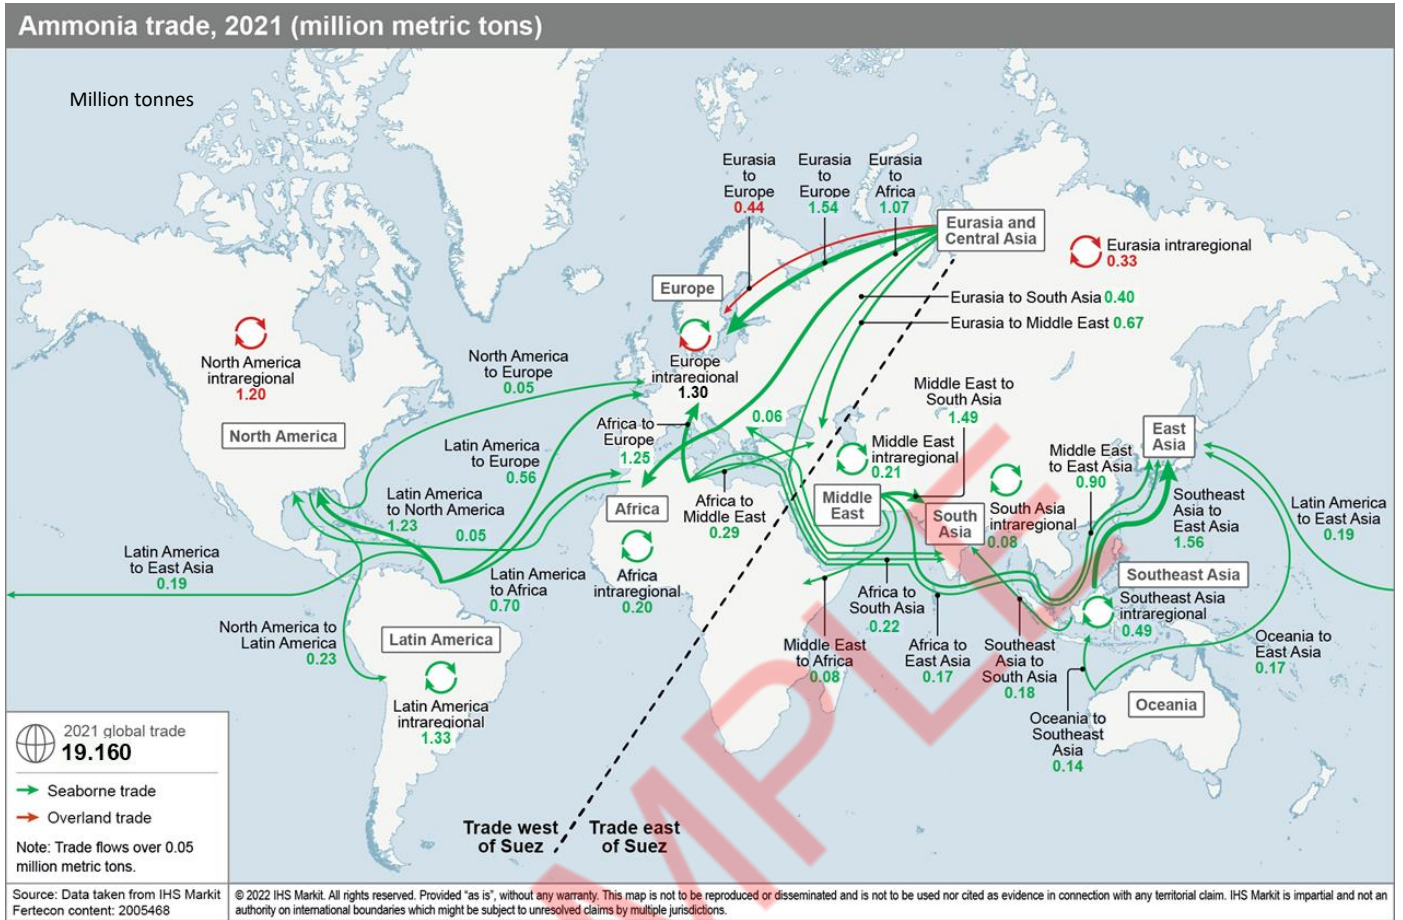 Ammonia trade, 2021 (million metric tons)
Million tonnes
Eurasia
to
Europe
0.44
Eurasia
to
Europe
1.54
Eurasia
to
Africa
1.07
Eurasia and
Central Asia
Eurasia intraregional
0.33
Eurasia to South Asia 0.40
Eurasia to Middle East 0.67
Europe
Europe
intraregional
1.30
North America
intraregional
1.20
North America
North America
to Europe
0.05
Latin America
to Europe
0.56
Latin America
to North America
1.23
0.05
Africa to
Europe
1.25
0.06
Africa to
Middle East
0.29
Africa
Africa
intraregional
0.20
Latin America
to Africa
0.70
Latin America
to East Asia
0.19
North America to
Latin America
0.23
Latin America
Latin America
intraregional
1.33
Middle East to
South Asia
1.49
Middle East
intraregional
0.21
Middle
East
South
Asia
South Asia
intraregional
0.08
Middle East
to East Asia
0.90
East
Asia
Southeast
Asia to
East Asia
1.56
Latin America
to East Asia
0.19
Southeast Asia
Southeast Asia
intraregional
0.49
Africa to
South Asia
0.22
Middle East
to Africa
0.08
Africa to
East Asia
0.17
Southeast
Asia to
South Asia
0.18
Oceania to
East Asia
0.17
Oceania
Oceania to
Southeast
Asia
0.14
Trade west
of Suez
Trade east
of Suez
2021 global trade
19.160
Seaborne trade
Overland trade
Note: Trade flows over 0.05
million metric tons.
Source: Data taken from IHS Markit
Fertecon content: 2005468
© 2022 IHS Markit. All rights reserved. Provided “as is”, without any warranty. This map is not to be reproduced or disseminated and is not to be used nor cited as evidence in connection with any territorial claim. IHS Markit is impartial and not an
authority on international boundaries which might be subject to unresolved claims by multiple jurisdictions.
MPLE